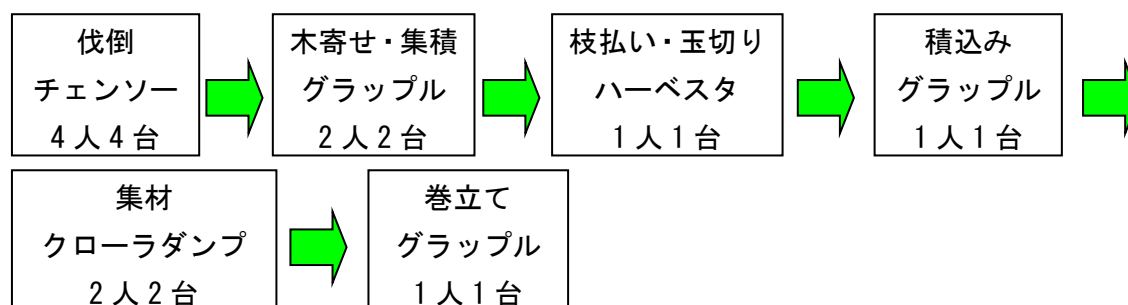 伐倒
チェンソー
4人4台
木寄せ・集積
グラップル
2人2台
枝払い・玉切り
ハーベスタ
1人1台
積込み
グラップル
1人1台
集材
クローラダンプ
2人2台
巻立て
グラップル
1人1台